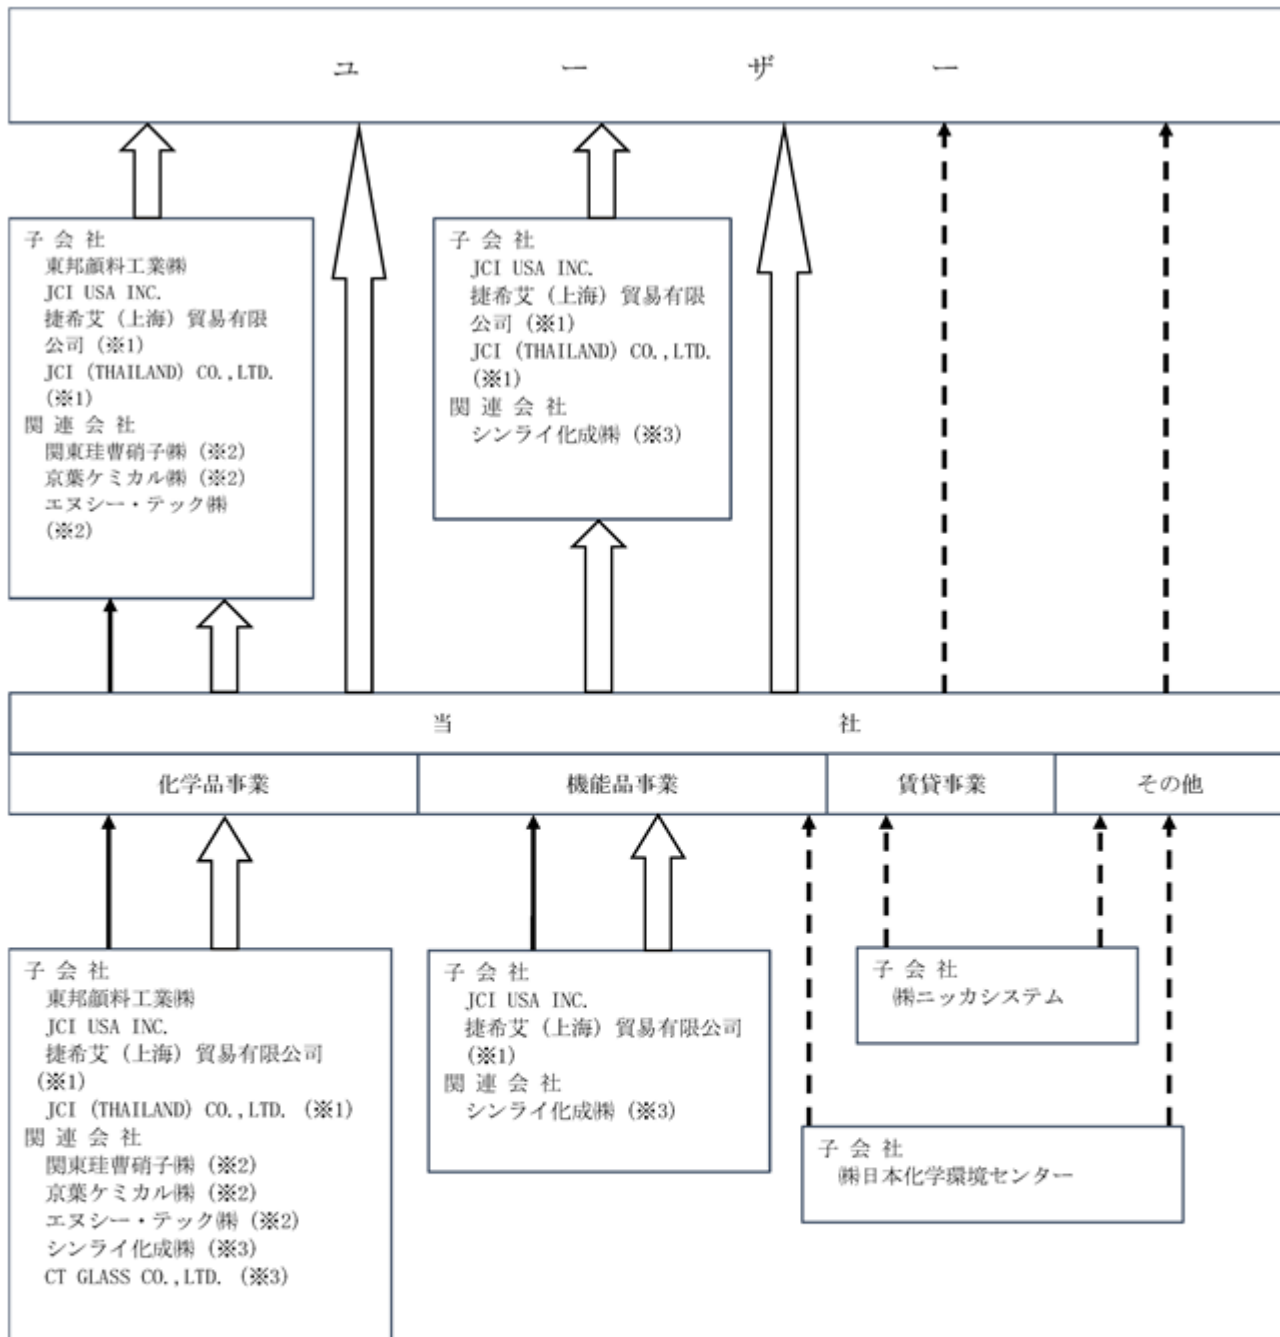 ユーザー
子会社
東邦顔料工業㈱
JCI USA INC.
捷希艾（上海）貿易有限
公司（※1）
JCI (THAILAND) CO.,LTD.
(※1)
関連会社
関東珪曹硝子㈱（※2）
京葉ケミカル㈱（※2）
エヌシー・テック㈱
(※2)
子会社
JCI USA INC.
捷希艾（上海）貿易有限
公司（※1）
JCI (THAILAND) CO.,LTD.
(※1)
関連会社
シンライ化成㈱（※3）
当社
化学品事業
機能品事業
賃貸事業
その他
子会社
東邦顔料工業㈱
JCI USA INC.
捷希艾（上海）貿易有限公司
(※1)
JCI (THAILAND) CO.,LTD.（※1）
関連会社
関東珪曹硝子㈱（※2）
京葉ケミカル㈱（※2）
エヌシー・テック㈱（※2）
シンライ化成㈱（※3）
CT GLASS CO.,LTD.（※3）
子会社
JCI USA INC.
捷希艾（上海）貿易有限公司
(※1)
関連会社
シンライ化成㈱（※3）
子会社
㈱ニッカシステム
子会社
㈱日本化学環境センター